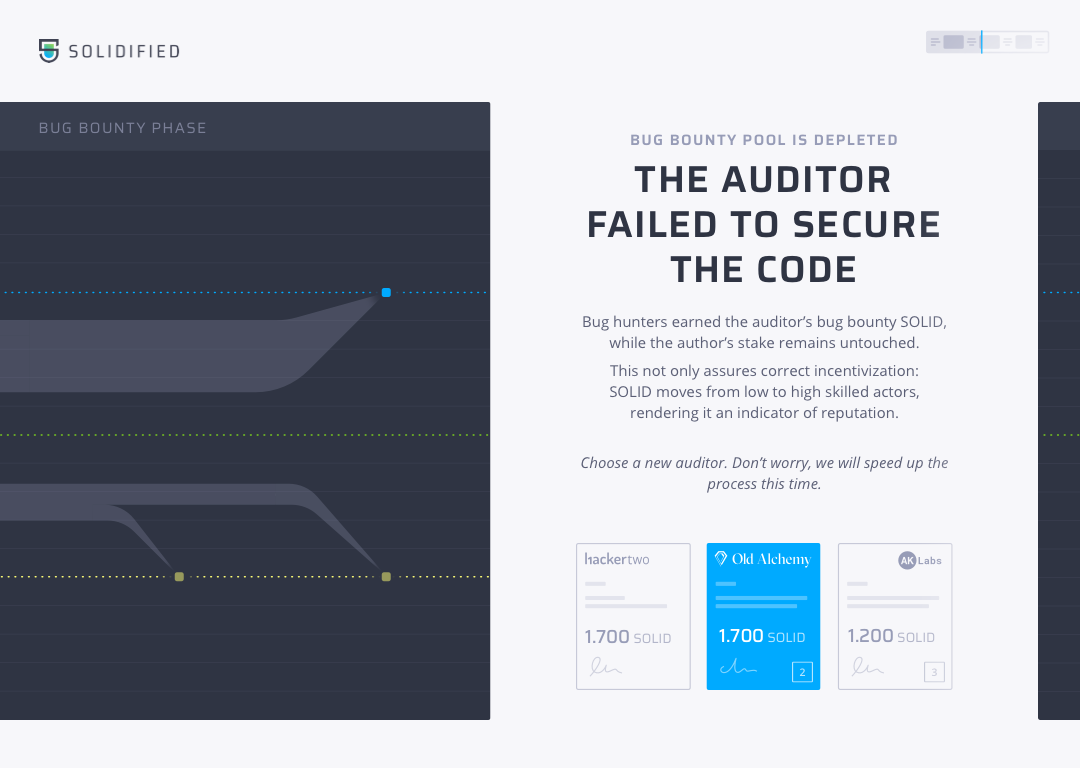 SOLIDIFIED
BUG BOUNTY PHASE
BUG BOUNTY POOL IS DEPLETED
THE AUDITOR
FAILED TO SECURE
THE CODE
Bug hunters earned the auditor’s bug bounty SOLID,
while the author’s stake remains untouched.
This not only assures correct incentivization:
SOLID moves from low to high skilled actors,
rendering it an indicator of reputation.
Choose a new auditor. Don’t worry, we will speed up the
process this time.
hackertwo
1.700 SOLID
Old Alchemy
1.700 SOLID
2
AK Labs
1.200 SOLID
3